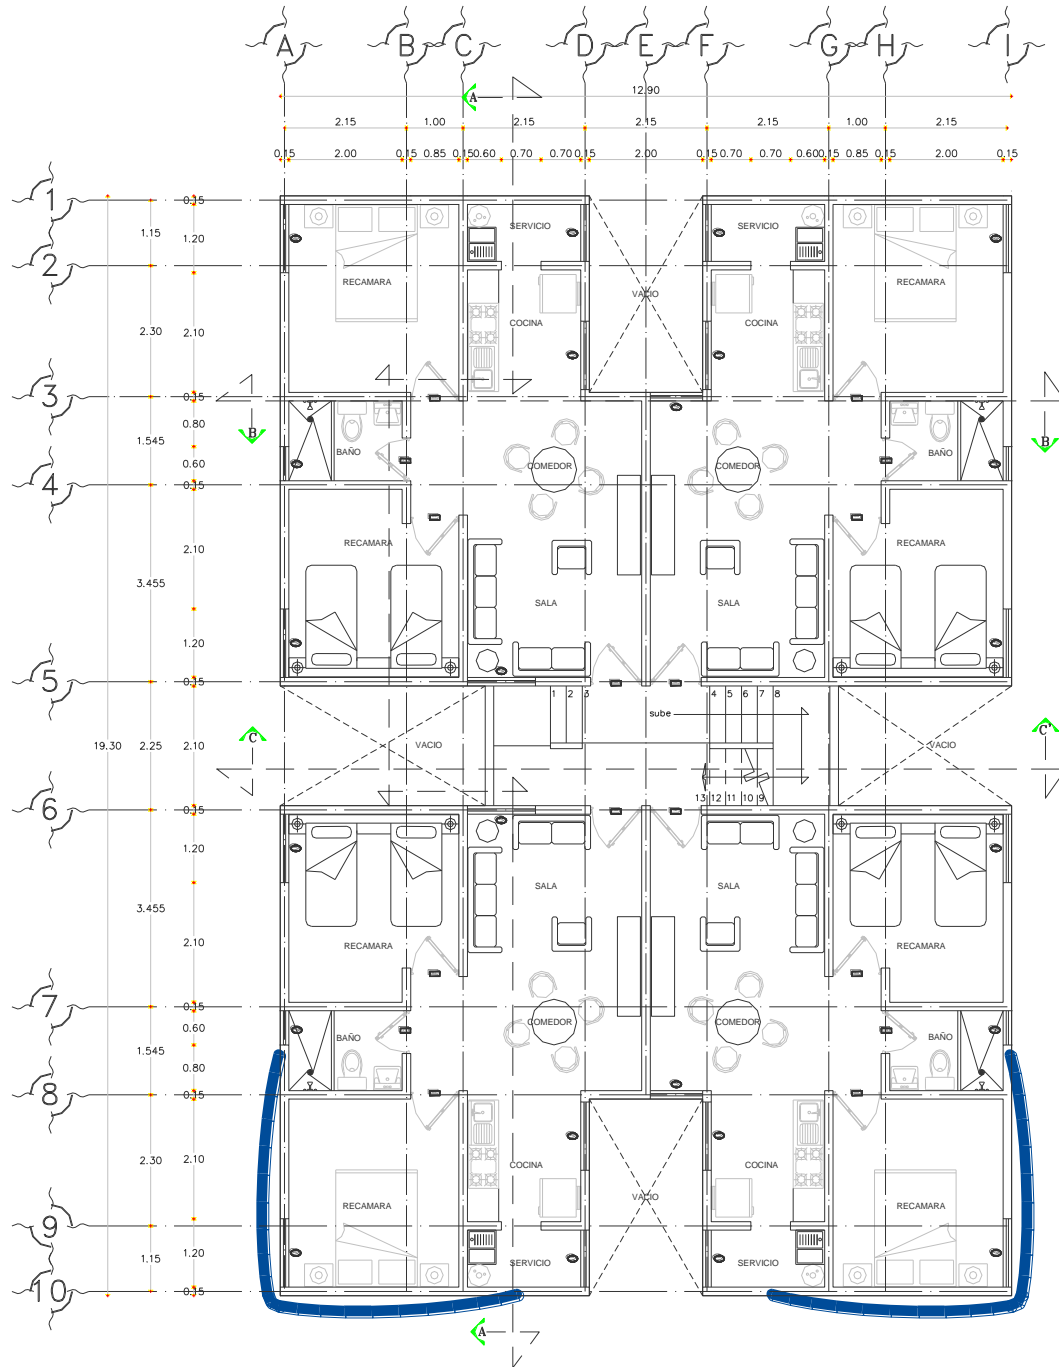 A B C D E F G H I
A 12.90
2.15 1.00 2.15 2.15 2.15 1.00 2.15
0.15 2.00 0.15 0.85 0.15 0.60 0.70 0.70 0.15 2.00 0.15 0.70 0.70 0.60 0.15 0.85 0.15 2.00 0.15
1 0.15
1.15 1.20 SERVICIO SERVICIO
2
RECAMARA VACIO RECAMARA
2.30 2.10 COCINA COCINA
3 0.15
0.80
B 1.545 B
BAÑO BAÑO
0.60 COMEDOR COMEDOR
4 0.15
2.10 RECAMARA RECAMARA
3.455
SALA SALA
1.20
5 0.15
1 2 3 4 5 6 7 8
sube
C C'
19.30 2.25 2.10 VACIO VACIO
13 12 11 10 9
6 0.15
1.20
SALA SALA
3.455
2.10 RECAMARA RECAMARA
7 0.15
COMEDOR COMEDOR
0.60 BAÑO BAÑO
1.545
0.80
8 0.15
2.30 2.10 COCINA COCINA
VACIO
RECAMARA RECAMARA
9
1.15 1.20 SERVICIO SERVICIO
10 0.15
A